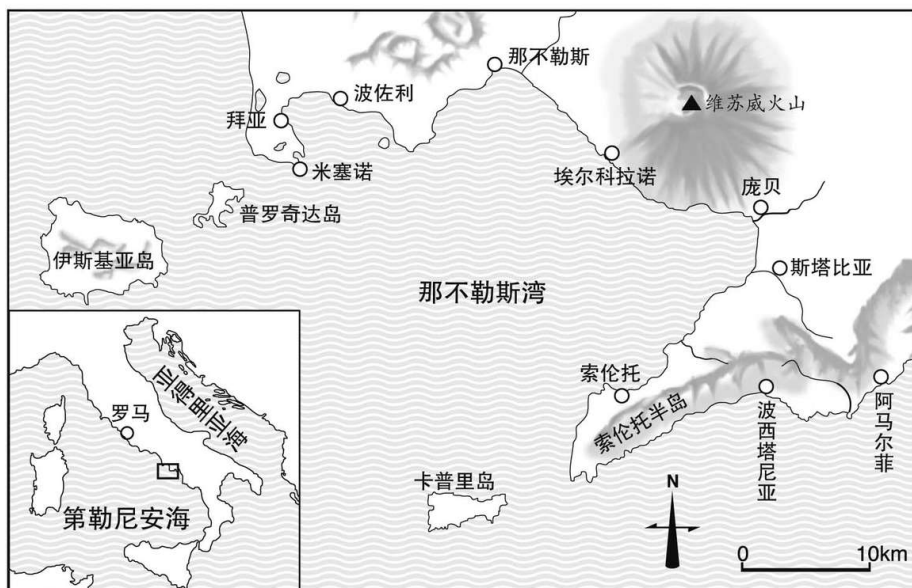 那不勒斯
波佐利
维苏威火山
拜亚
埃尔科拉诺
米塞诺
庞贝
普罗奇达岛
伊斯基亚岛
斯塔比亚
那不勒斯湾
索伦托
索伦托半岛
波西塔尼亚
阿马尔菲
卡普里岛
N
0
10km
亚得里亚海
罗马
第勒尼安海